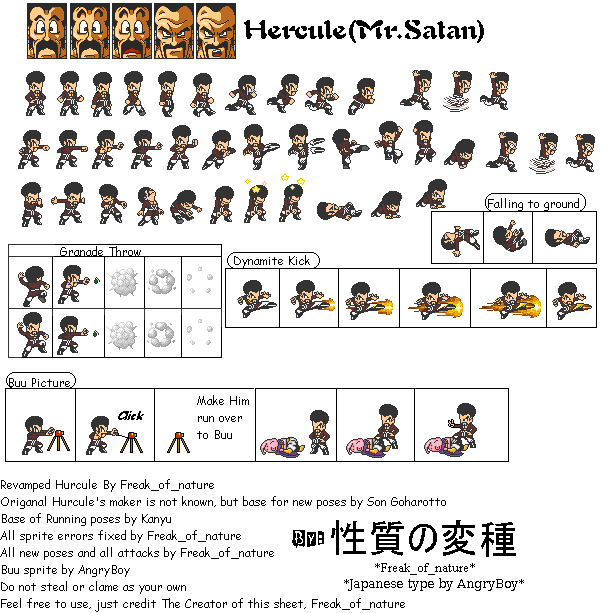 Hercule(Mr.Satan)
Falling to ground
Granade Throw
Dynamite Kick
Buu Picture
Click
Make Him
run over
to Buu
Revamped Hurcule By Freak_of_nature
Origanal Hurcule's maker is not known, but base for new poses by Son Goharotto
Base of Running poses by Kanyu
All sprite errors fixed by Freak_of_nature
All new poses and all attacks by Freak_of_nature
Buu sprite by AngryBoy
Do not steal or clame as your own
Feel free to use, just credit The Creator of this sheet, Freak_of_nature
By: 性質の変種
*Freak_of_nature*
*Japanese type by AngryBoy*